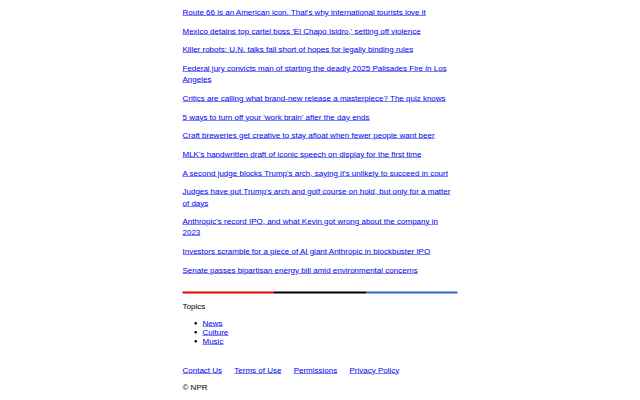 Route 66 is an American icon. That's why international tourists love it
Mexico detains top cartel boss 'El Chapo Isidro,' setting off violence
Killer robots: U.N. talks fall short of hopes for legally binding rules
Federal jury convicts man of starting the deadly 2025 Palisades Fire in Los
Angeles
Critics are calling what brand-new release a masterpiece? The quiz knows
5 ways to turn off your 'work brain' after the day ends
Craft breweries get creative to stay afloat when fewer people want beer
MLK's handwritten draft of iconic speech on display for the first time
A second judge blocks Trump's arch, saying it's unlikely to succeed in court
Judges have put Trump's arch and golf course on hold, but only for a matter
of days
Anthropic's record IPO, and what Kevin got wrong about the company in
2023
Investors scramble for a piece of AI giant Anthropic in blockbuster IPO
Senate passes bipartisan energy bill amid environmental concerns
Topics
News
Culture
Music
Contact Us Terms of Use Permissions Privacy Policy
© NPR